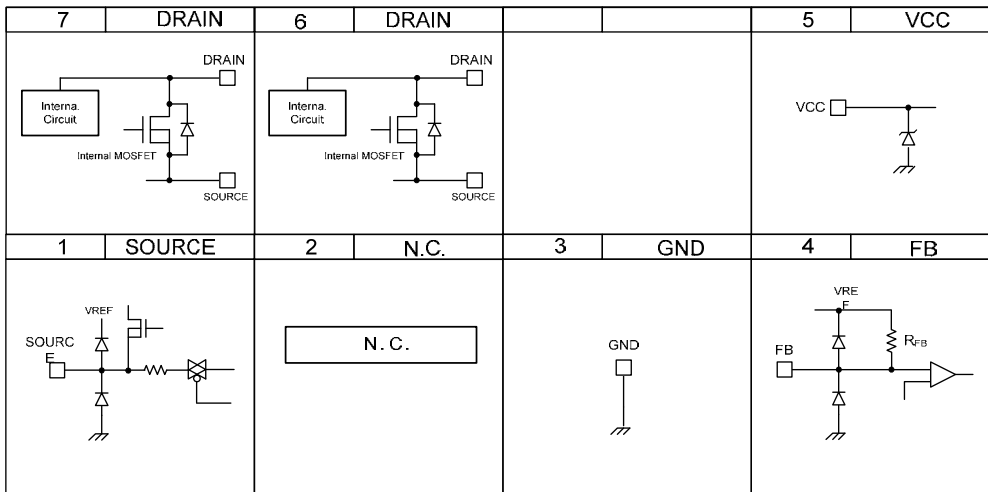 7 DRAIN 6 DRAIN 5 VCC
DRAIN
Interna.
Circuit
Internal MOSFET
SOURCE
DRAIN
Interna.
Circuit
Internal MOSFET
SOURCE
VCC
1 SOURCE 2 N.C. 3 GND 4 FB
VREF
SOURC
E
N.C.
GND
VRE
F
RFB
FB